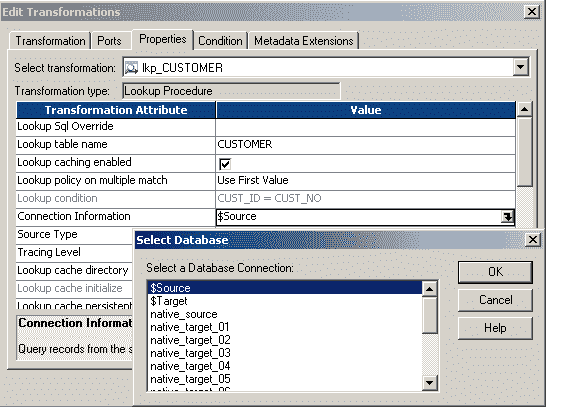 Edit Transformations
Transformation Ports Properties Condition Metadata Extensions
Select transformation: lkp_CUSTOMER
Transformation type: Lookup Procedure
Transformation Attribute Value
Lookup Sql Override
Lookup table name CUSTOMER
Lookup caching enabled
Lookup policy on multiple match Use First Value
Lookup condition CUST_ID = CUST_NO
Connection Information $Source
Source Type
Tracing Level
Lookup cache directory
Lookup cache initialize
Lookup cache persistent
Connection Informat
Query records from the s
Select Database
Select a Database Connection:
$Source
$Target
native_source
native_target_01
native_target_02
native_target_03
native_target_04
native_target_05
native_target_06
OK
Cancel
Help